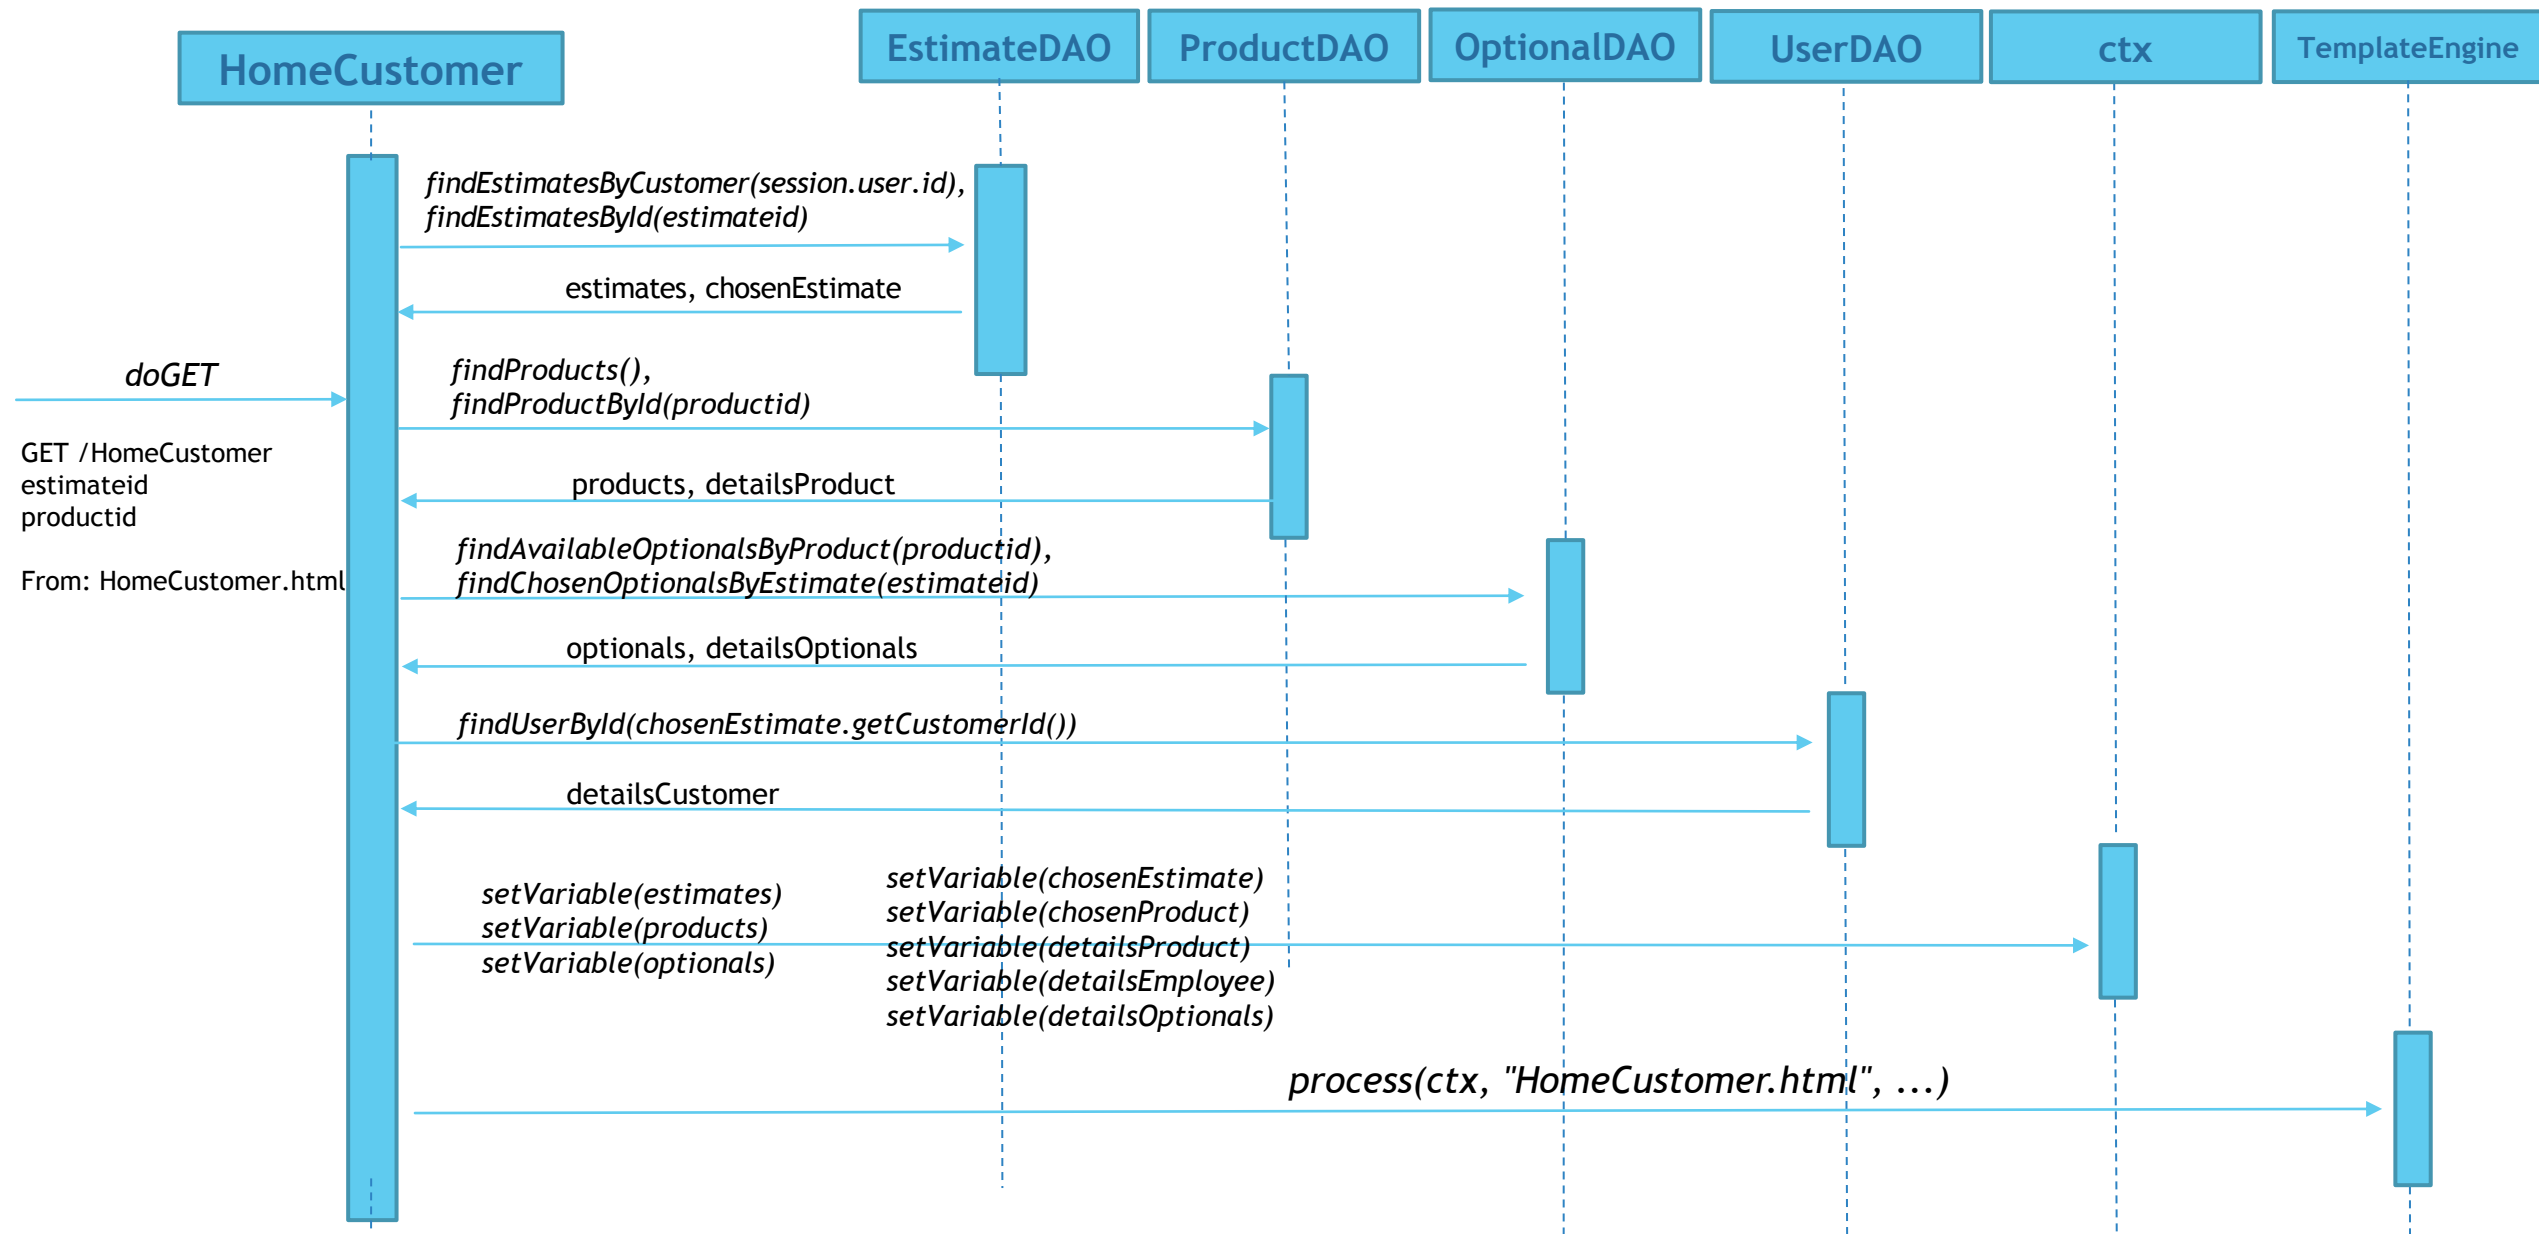 HomeCustomer
EstimateDAO
ProductDAO
OptionalDAO
UserDAO
ctx
TemplateEngine
findEstimatesByCustomer(session.user.id),
findEstimatesById(estimateid)
estimates, chosenEstimate
doGET
GET /HomeCustomer
estimateid
productid
From: HomeCustomer.html
findProducts(),
findProductById(productid)
products, detailsProduct
findAvailableOptionalsByProduct(productid),
findChosenOptionalsByEstimate(estimateid)
optionals, detailsOptionals
findUserById(chosenEstimate.getCustomerId())
detailsCustomer
setVariable(estimates)
setVariable(products)
setVariable(optionals)
setVariable(chosenEstimate)
setVariable(chosenProduct)
setVariable(detailsProduct)
setVariable(detailsEmployee)
setVariable(detailsOptionals)
process(ctx, "HomeCustomer.html", ...)